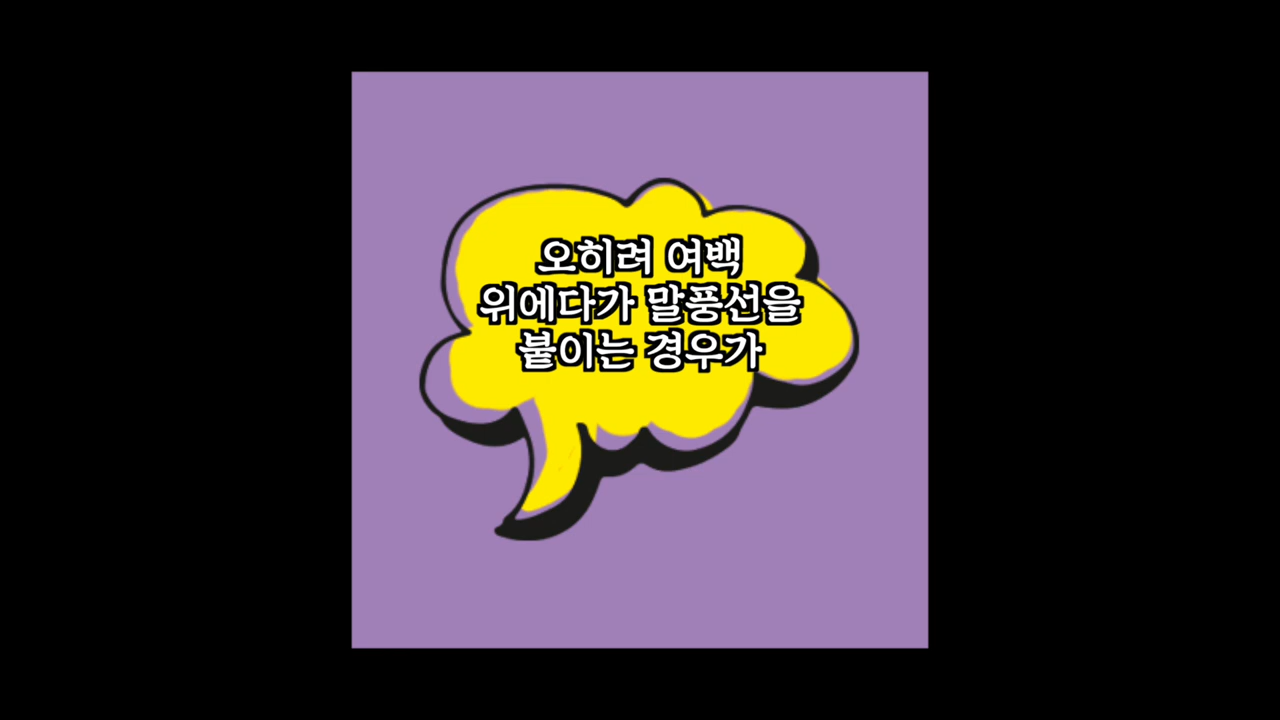 오히려 여백
위에다가 말풍선을
붙이는 경우가